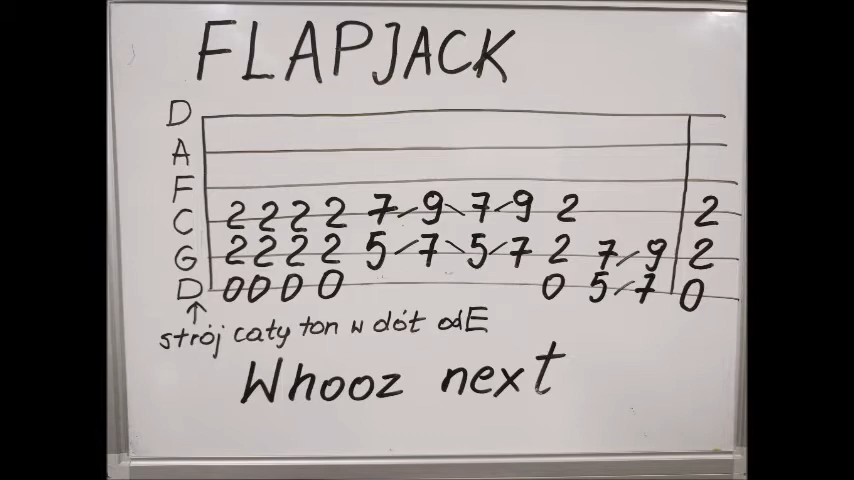 FLAPJACK
D
A
F
C 2 2 2 2 7/9\7/9 2 2
G 2 2 2 2 5/7\5/7 2 7/9 2
D 0 0 0 0 0 5/7 0
↑
strój cały ton w dół od E
Whooz next